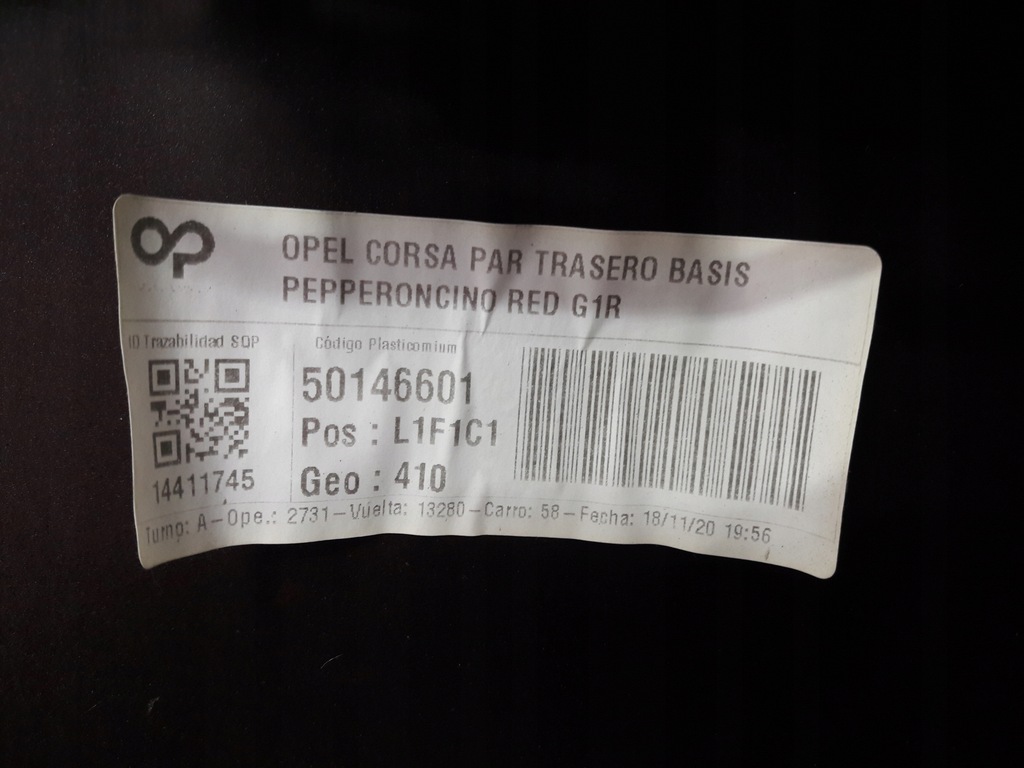 OPEL CORSA PAR TRASERO BASIS
PEPPERONCINO RED G1R
ID Trazabilidad SQP
Código Plasticomium
50146601
Pos : L1F1C1
Geo : 410
14411745
Turno: A-Ope.: 2731-Vuelta: 13280-Carro: 58-Fecha: 18/11/20 19:56